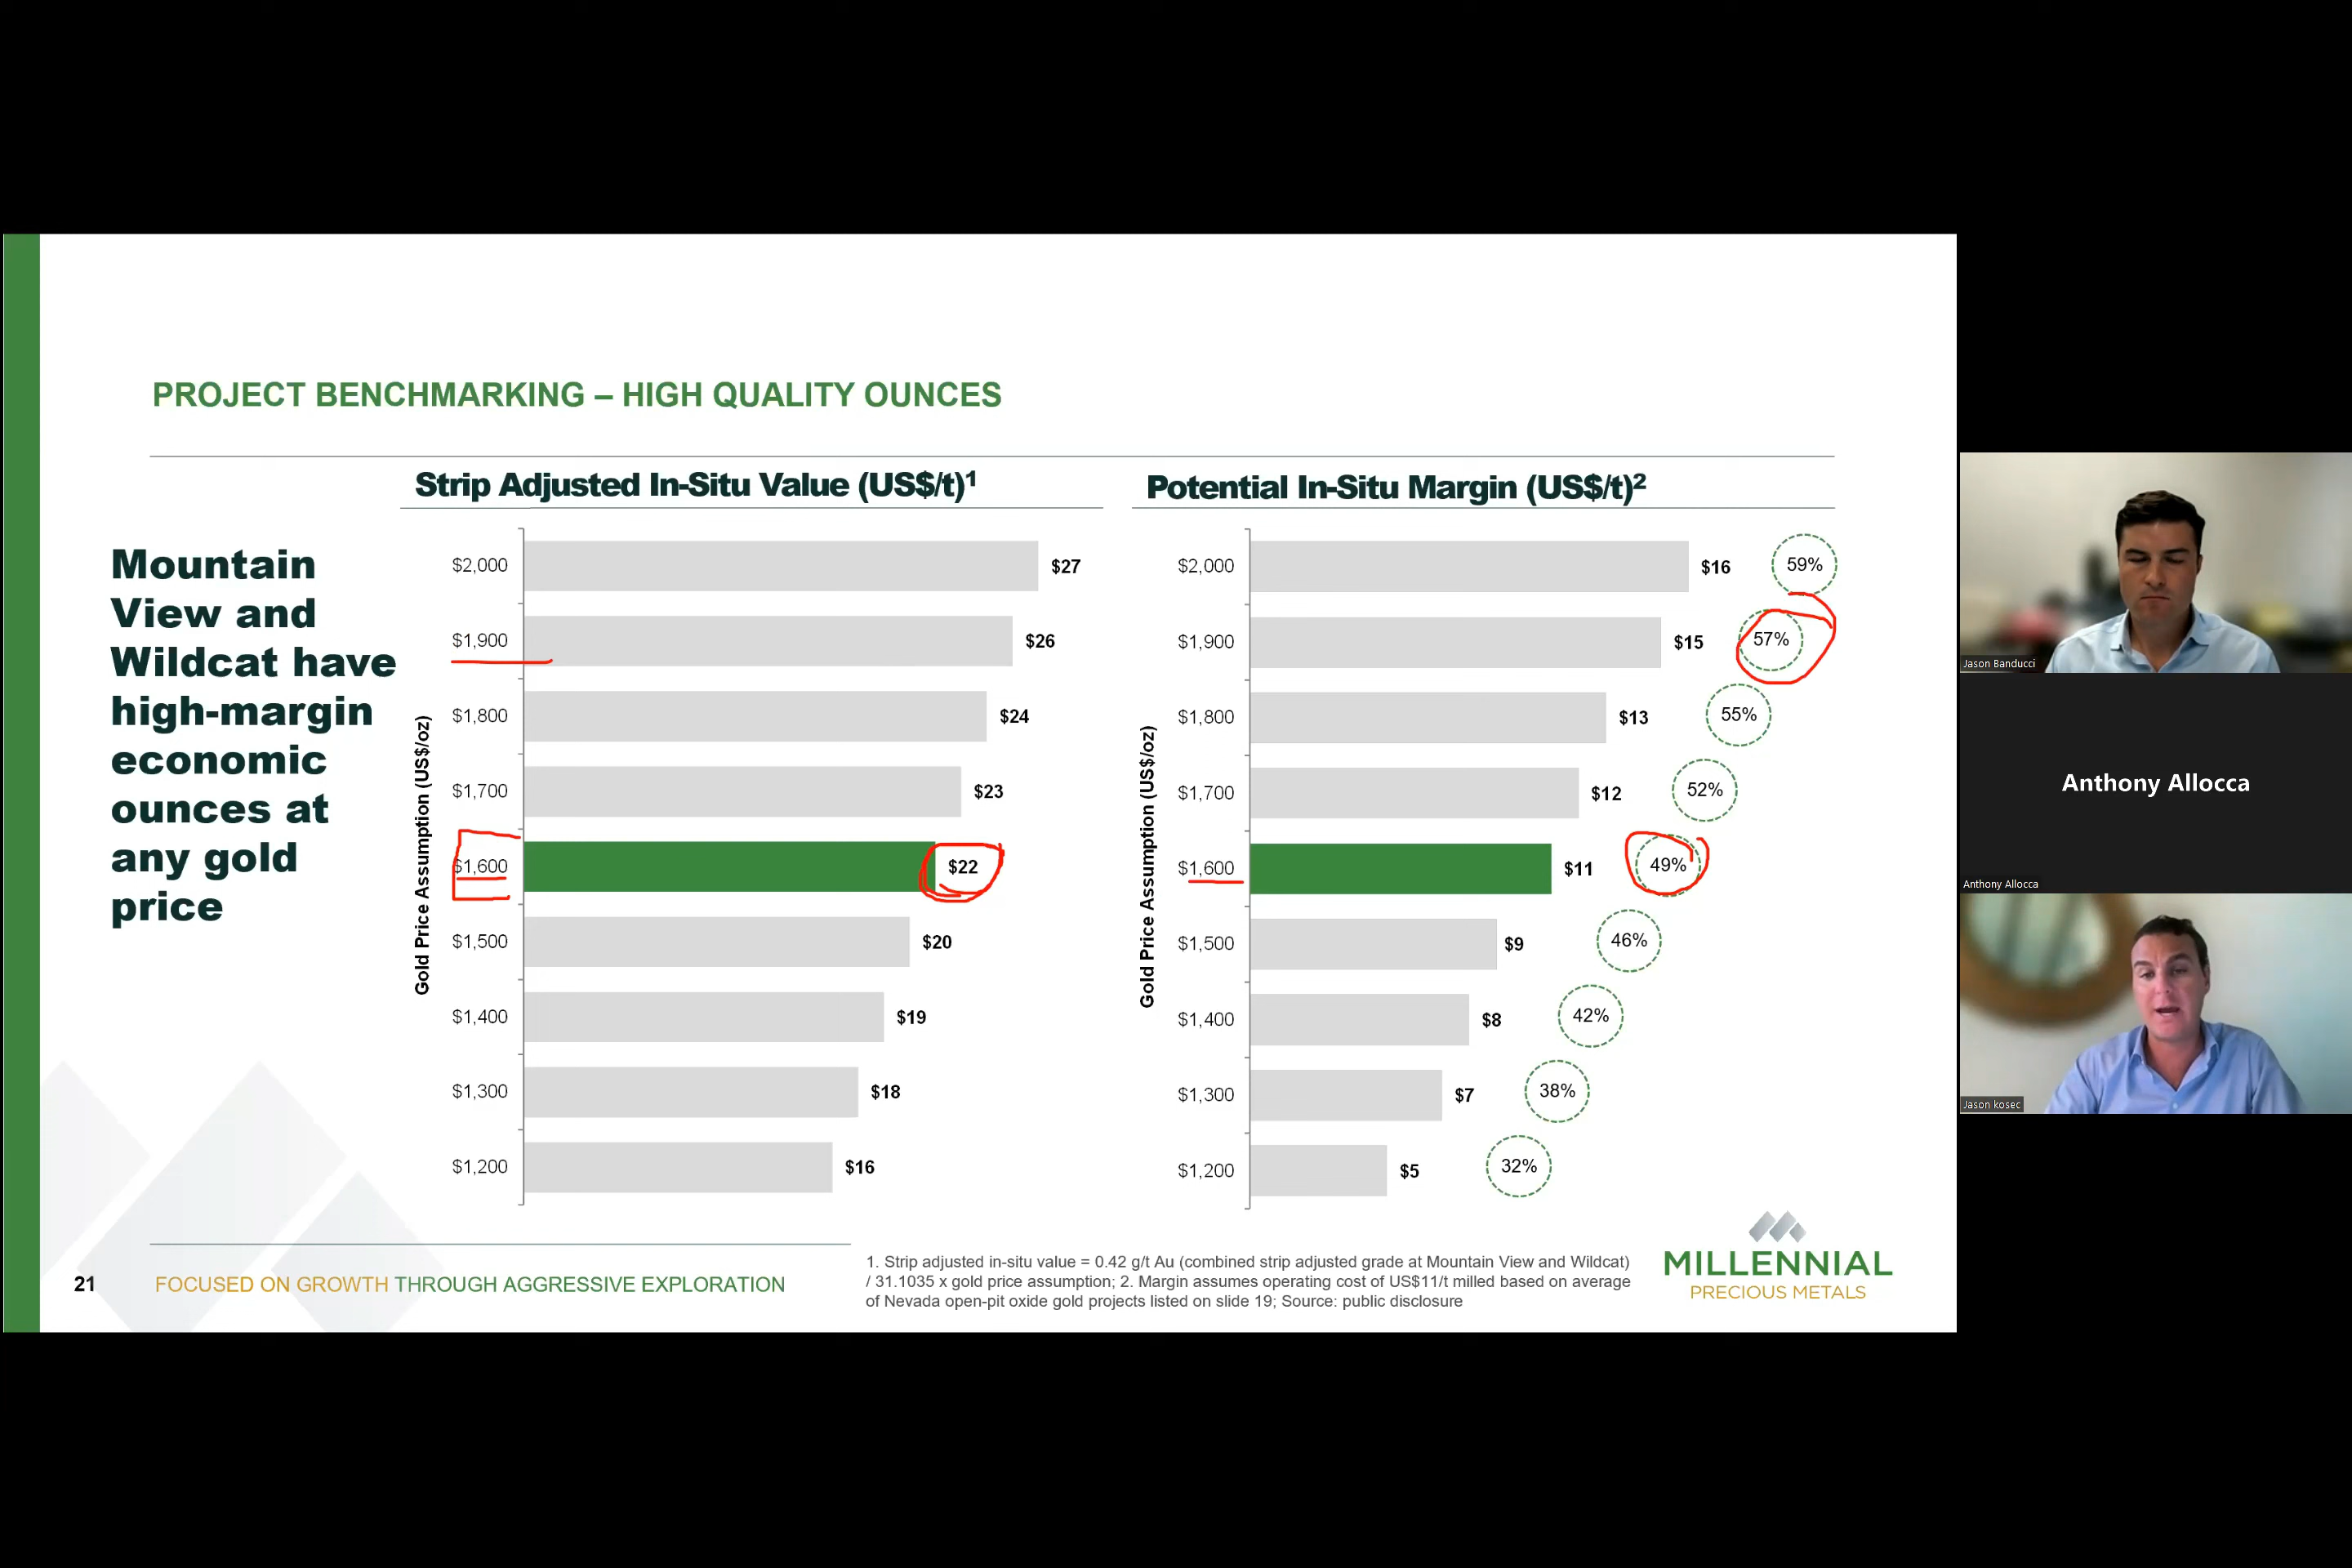 PROJECT BENCHMARKING – HIGH QUALITY OUNCES
Mountain
View and
Wildcat have
high-margin
economic
ounces at
any gold
price
Strip Adjusted In-Situ Value (US$/t)1
Gold Price Assumption (US$/oz)
$2,000 $27
$1,900 $26
$1,800 $24
$1,700 $23
$1,600 $22
$1,500 $20
$1,400 $19
$1,300 $18
$1,200 $16
Potential In-Situ Margin (US$/t)2
Gold Price Assumption (US$/oz)
$2,000 $16 59%
$1,900 $15 57%
$1,800 $13 55%
$1,700 $12 52%
$1,600 $11 49%
$1,500 $9 46%
$1,400 $8 42%
$1,300 $7 38%
$1,200 $5 32%
21 FOCUSED ON GROWTH THROUGH AGGRESSIVE EXPLORATION
1. Strip adjusted in-situ value = 0.42 g/t Au (combined strip adjusted grade at Mountain View and Wildcat)
/ 31.1035 x gold price assumption; 2. Margin assumes operating cost of US$11/t milled based on average
of Nevada open-pit oxide gold projects listed on slide 19; Source: public disclosure
MILLENNIAL
PRECIOUS METALS
Jason Banducci
Anthony Allocca
Anthony Allocca
Jason kosec